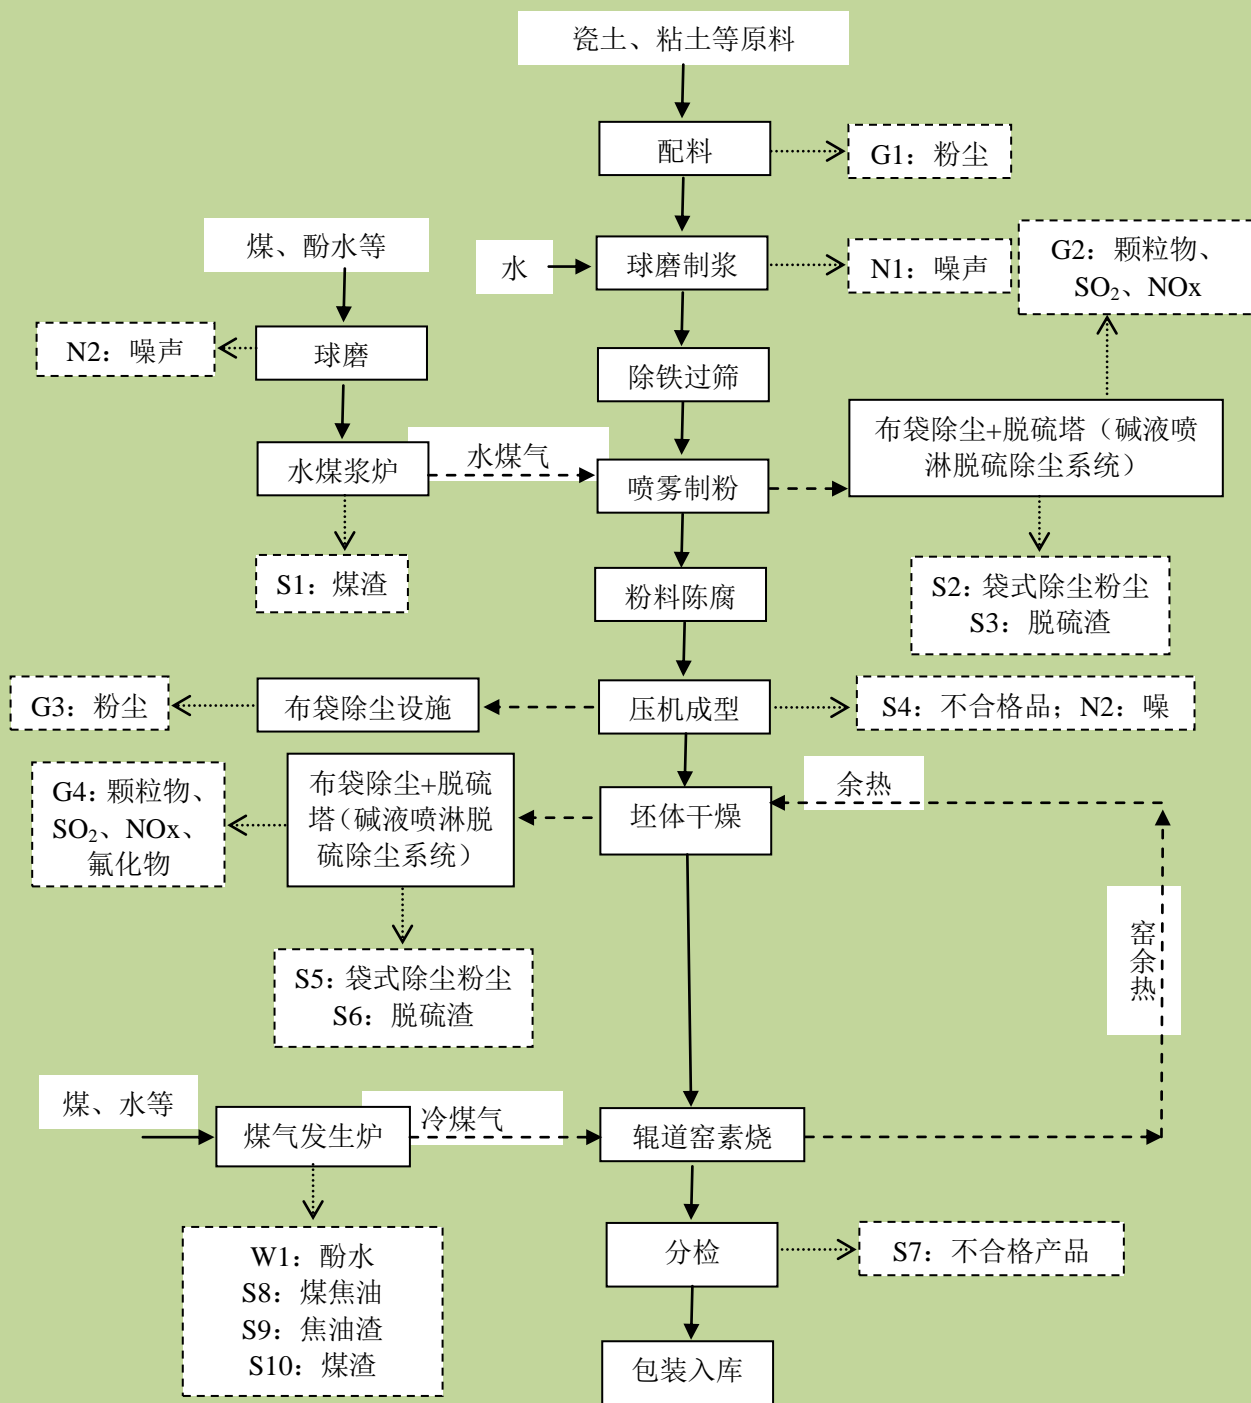 瓷土、粘土等原料
配料
G1：粉尘
煤、酚水等
水
球磨制浆
N1：噪声
G2：颗粒物、
SO₂、NOx
N2：噪声
球磨
除铁过筛
布袋除尘+脱硫塔（碱液喷
淋脱硫除尘系统）
水煤浆炉
水煤气
喷雾制粉
S1：煤渣
粉料陈腐
S2：袋式除尘粉尘
S3：脱硫渣
G3：粉尘
布袋除尘设施
压机成型
S4：不合格品；N2：噪
G4：颗粒物、
SO₂、NOx、
氟化物
布袋除尘+脱硫
塔（碱液喷淋脱
硫除尘系统）
坯体干燥
余热
窑余热
S5：袋式除尘粉尘
S6：脱硫渣
煤、水等
煤气发生炉
冷煤气
辊道窑素烧
W1：酚水
S8：煤焦油
S9：焦油渣
S10：煤渣
分检
S7：不合格产品
包装入库